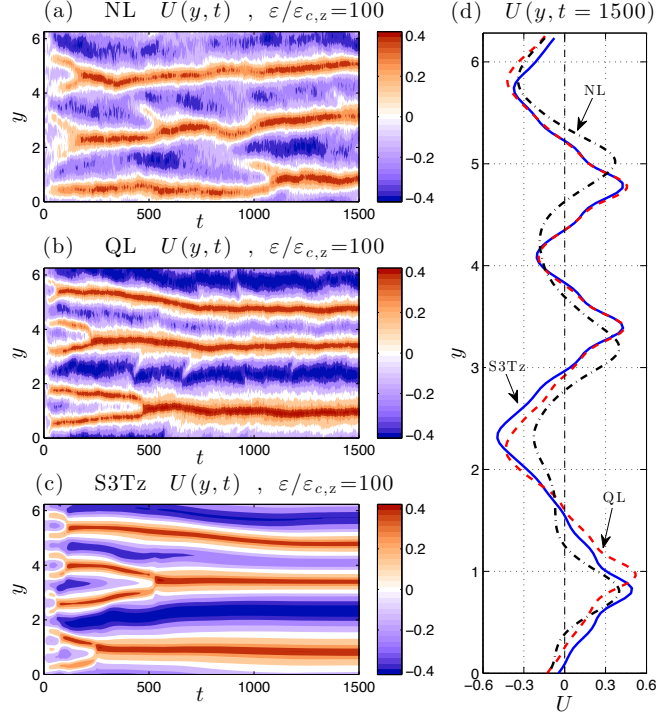 (a) NL U(y,t) , ε/ε_{c,z}=100
6
4
2
0
y
0 500 1000 1500
t
0.4
0.2
0
−0.2
−0.4
(b) QL U(y,t) , ε/ε_{c,z}=100
6
4
2
0
y
0 500 1000 1500
t
0.4
0.2
0
−0.2
−0.4
(c) S3Tz U(y,t) , ε/ε_{c,z}=100
6
4
2
0
y
0 500 1000 1500
t
0.4
0.2
0
−0.2
−0.4
(d) U(y,t = 1500)
NL
S3Tz
QL
6
5
4
3
2
1
0
y
−0.6 −0.3 0 0.3 0.6
U